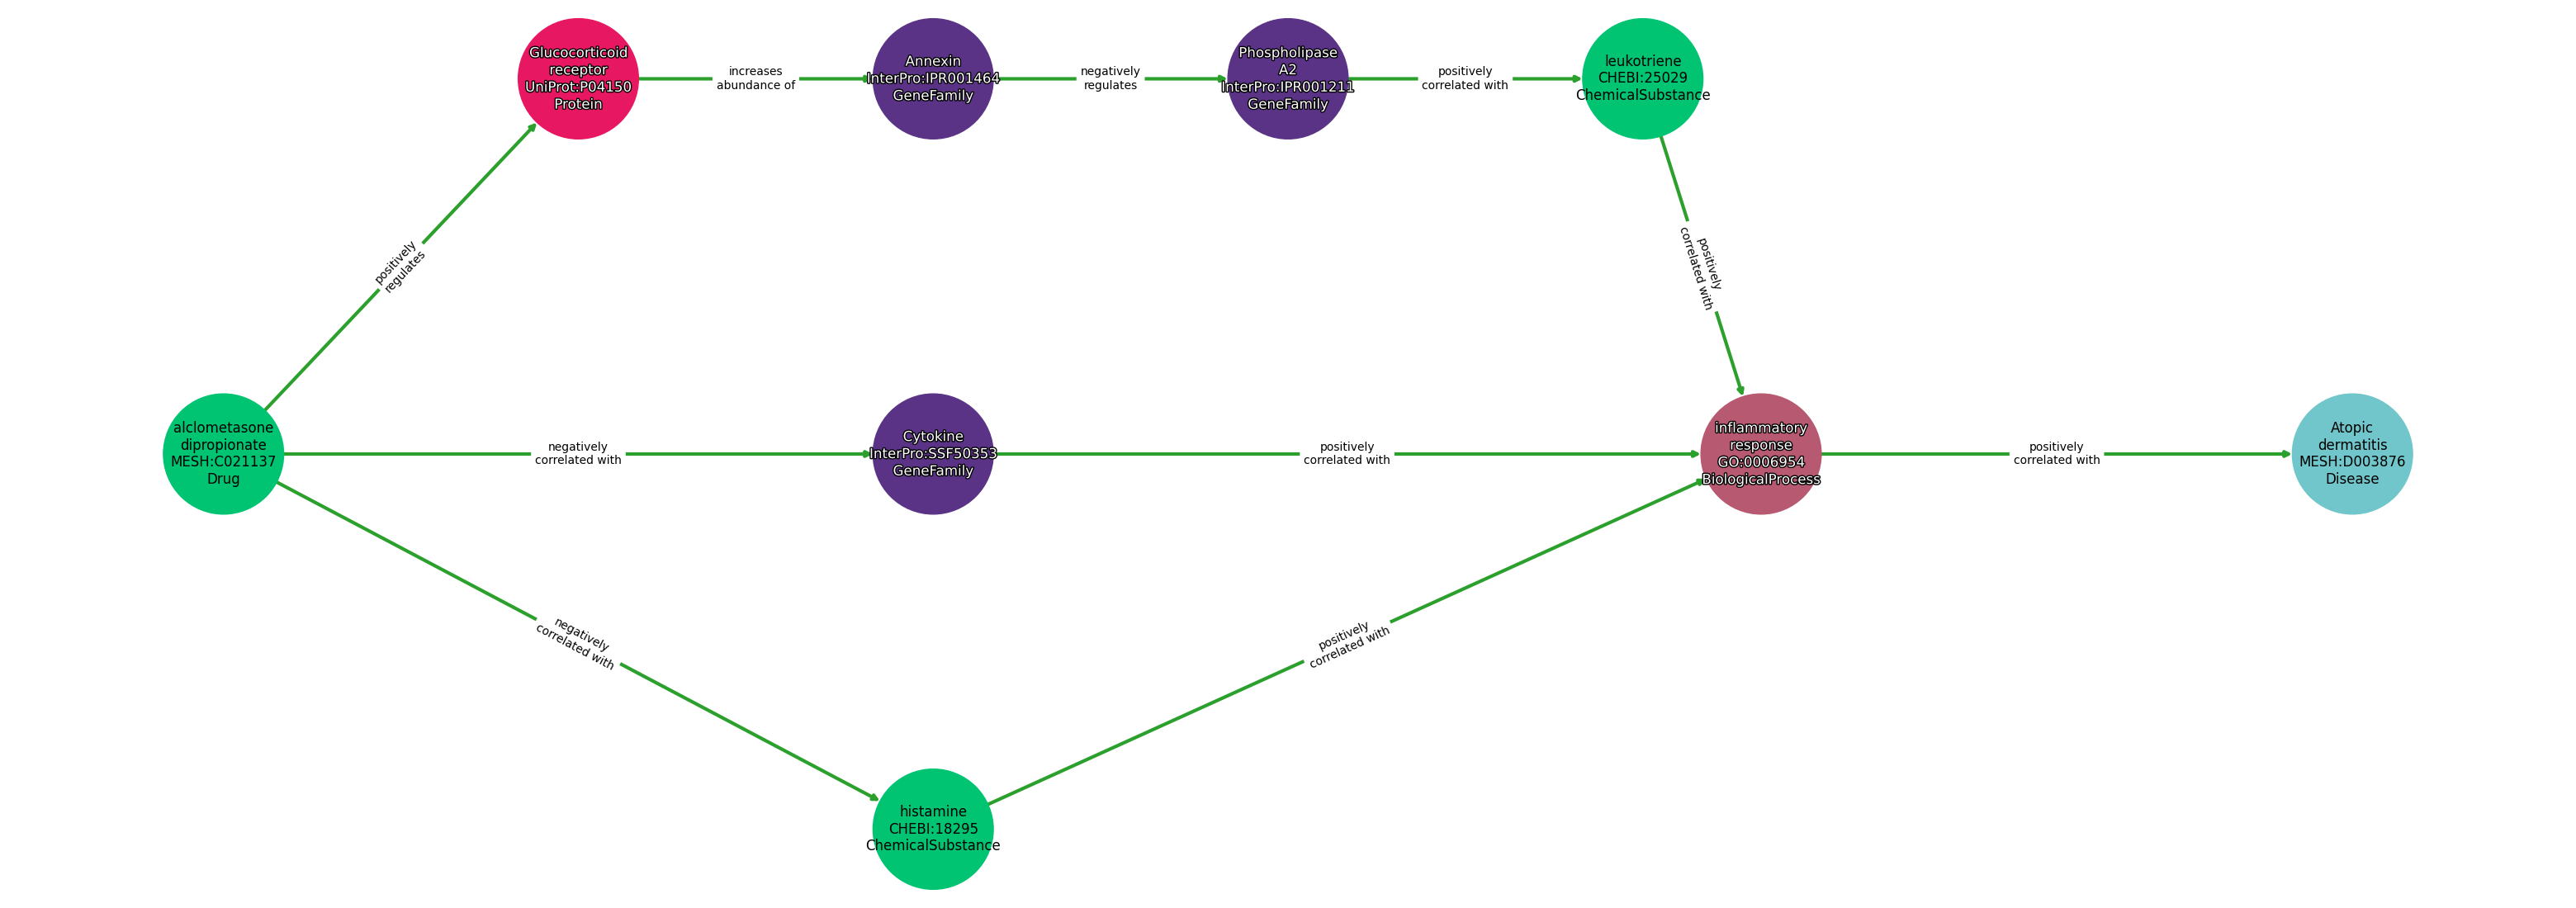 Glucocorticoid
receptor
UniProt:P04150
Protein
increases
abundance of
Annexin
InterPro:IPR001464
GeneFamily
negatively
regulates
Phospholipase
A2
InterPro:IPR001211
GeneFamily
positively
correlated with
leukotriene
CHEBI:25029
ChemicalSubstance
positively
regulates
positively
correlated with
alclometasone
dipropionate
MESH:C021137
Drug
negatively
correlated with
Cytokine
InterPro:SSF50353
GeneFamily
positively
correlated with
inflammatory
response
GO:0006954
BiologicalProcess
positively
correlated with
Atopic
dermatitis
MESH:D003876
Disease
negatively
correlated with
positively
correlated with
histamine
CHEBI:18295
ChemicalSubstance